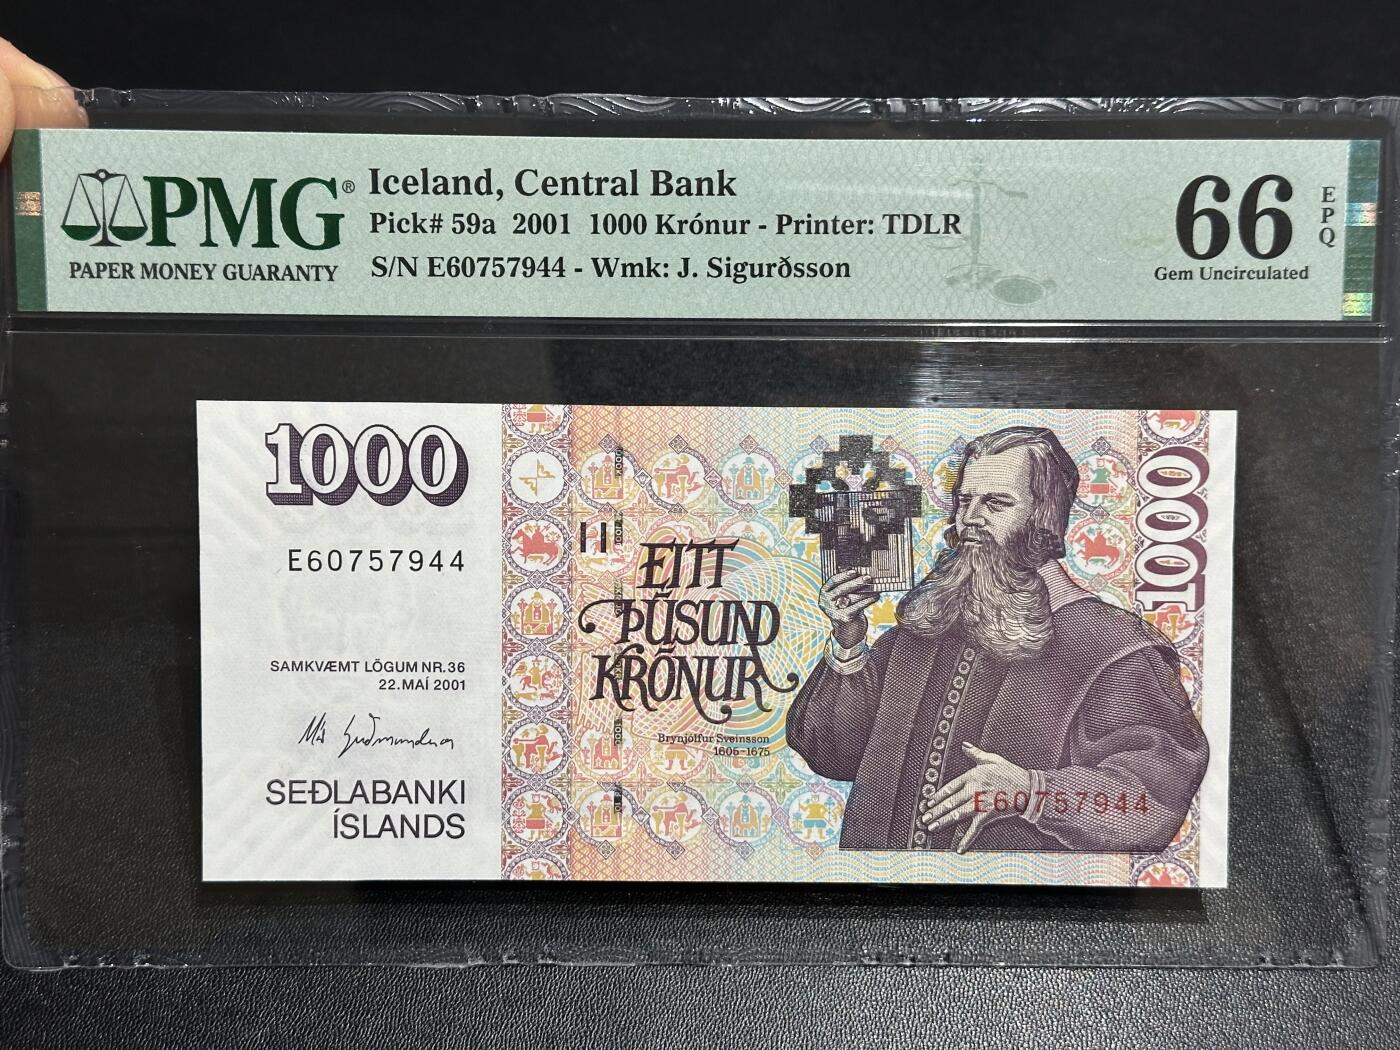 PMG®
PAPER MONEY GUARANTY
Iceland, Central Bank
Pick# 59a 2001 1000 Krónur - Printer: TDLR
S/N E60757944 - Wmk: J. Sigurðsson
66
EPQ
Gem Uncirculated
1000
E60757944
SAMKVÆMT LÖGUM NR.36
22.MAÍ 2001
SEÐLABANKI
ÍSLANDS
EITT
ÞÚSUND
KRÓNUR
Brynjólfur Sveinsson
1605-1675
1000
E60757944